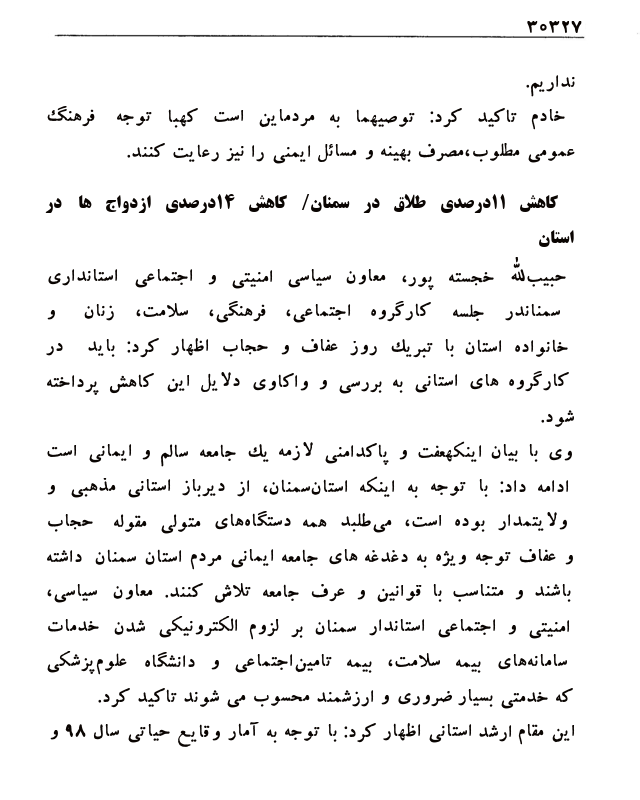 ۳۰۳۲۷
نداریم.
خادم تاکید کرد: توصیهما به مردماین است کهبا توجه فرهنگ
عمومی مطلوب،مصرف بهینه و مسائل ایمنی را نیز رعایت کنند.
کاهش ۱۱درصدی طلاق در سمنان/ کاهش ۱۴درصدی ازدواج ها در
استان
حبیب‌الله خجسته پور، معاون سیاسی امنیتی و اجتماعی استانداری
سمناندر جلسه کارگروه اجتماعی، فرهنگی، سلامت، زنان و
خانواده استان با تبریك روز عفاف و حجاب اظهار کرد: باید در
کارگروه های استانی به بررسی و واکاوی دلایل این کاهش پرداخته
شود.
وی با بیان اینکهعفت و پاکدامنی لازمه یك جامعه سالم و ایمانی است
ادامه داد: با توجه به اینکه استان‌سمنان، از دیرباز استانی مذهبی و
ولایتمدار بوده است، می‌طلبد همه دستگاه‌های متولی مقوله حجاب
و عفاف توجه ویژه به دغدغه های جامعه ایمانی مردم استان سمنان داشته
باشند و متناسب با قوانین و عرف جامعه تلاش کنند. معاون سیاسی،
امنیتی و اجتماعی استاندار سمنان بر لزوم الکترونیکی شدن خدمات
سامانه‌های بیمه سلامت، بیمه تامین‌اجتماعی و دانشگاه علوم‌پزشکی
که خدمتی بسیار ضروری و ارزشمند محسوب می شوند تاکید کرد.
این مقام ارشد استانی اظهار کرد: با توجه به آمار وقایع حیاتی سال ۹۸ و